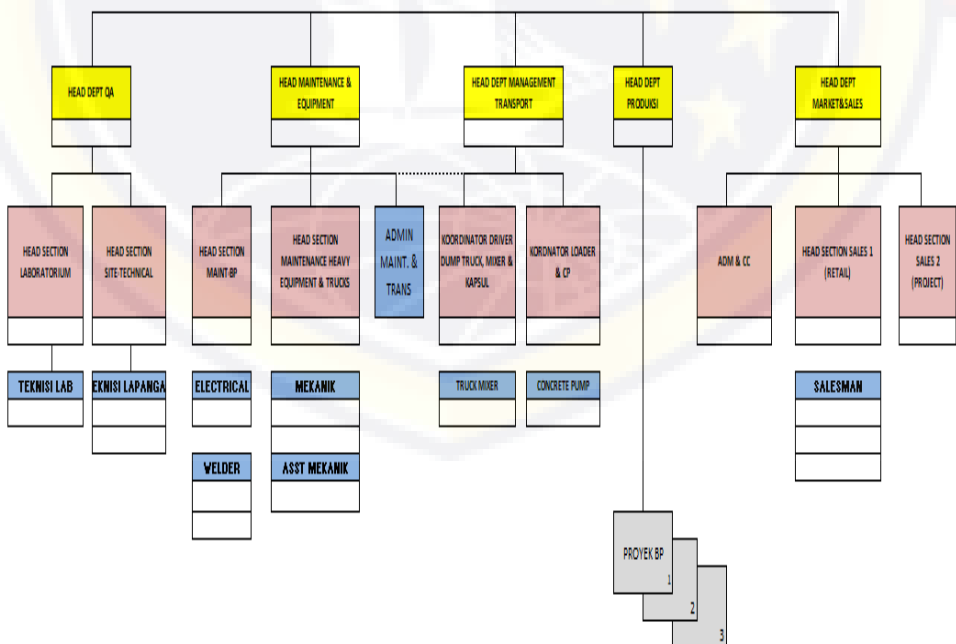 HEAD DEPT QA
HEAD MAINTENANCE &
EQUIPMENT
HEAD DEPT MANAGEMENT
TRANSPORT
HEAD DEPT
PRODUKSI
HEAD DEPT
MARKET&SALES
HEAD SECTION
LABORATORIUM
HEAD SECTION
SITE-TECHNICAL
HEAD SECTION
MAINT-BP
HEAD SECTION
MAINTENANCE HEAVY
EQUIPMENT & TRUCKS
ADMIN
MAINT. &
TRANS
KOORDINATOR DRIVER
DUMP TRUCK, MIXER &
KAPSUL
KORDNATOR LOADER
& CP
ADM & CC
HEAD SECTION SALES 1
(RETAIL)
HEAD SECTION
SALES 2
(PROJECT)
TEKNISI LAB
EKNISI LAPANGA
ELECTRICAL
MEKANIK
TRUCK MIXER
CONCRETE PUMP
SALESMAN
WELDER
ASST MEKANIK
PROYEK BP
1
2
3